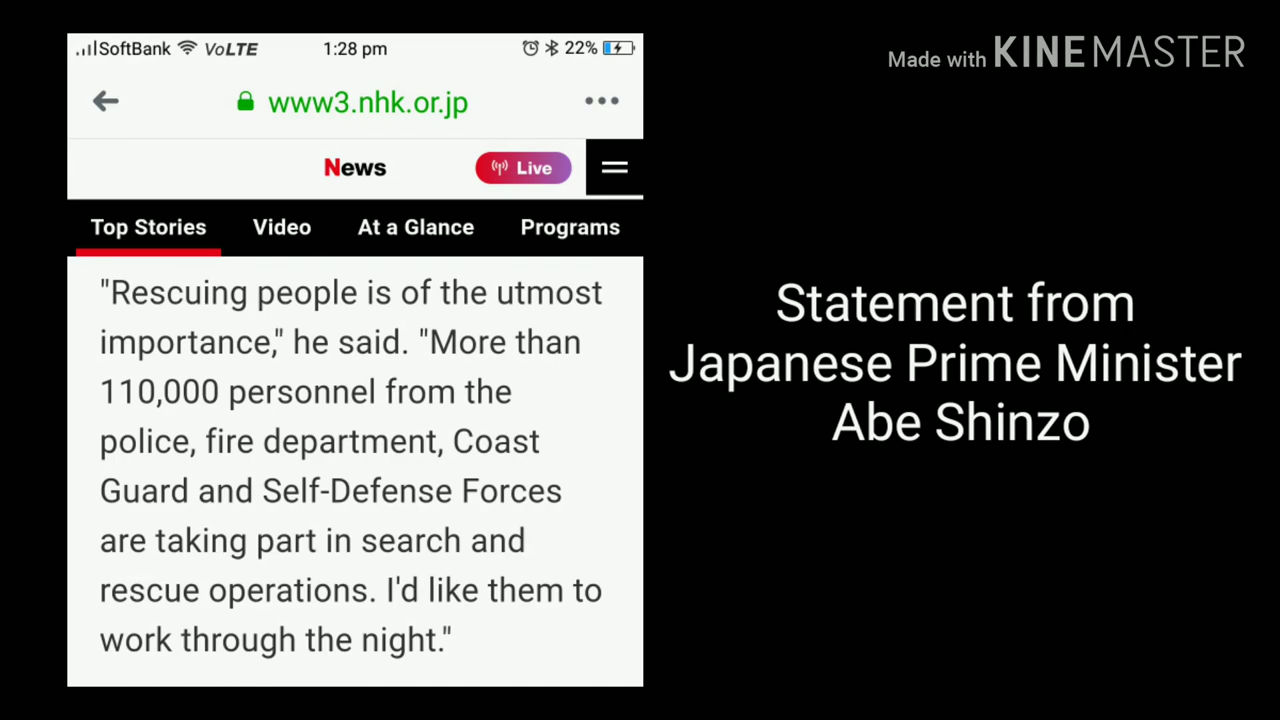 SoftBank VoLTE 1:28 pm 22%
www3.nhk.or.jp
News Live
Top Stories Video At a Glance Programs
"Rescuing people is of the utmost
importance," he said. "More than
110,000 personnel from the
police, fire department, Coast
Guard and Self-Defense Forces
are taking part in search and
rescue operations. I'd like them to
work through the night."
Made with KINEMASTER
Statement from
Japanese Prime Minister
Abe Shinzo